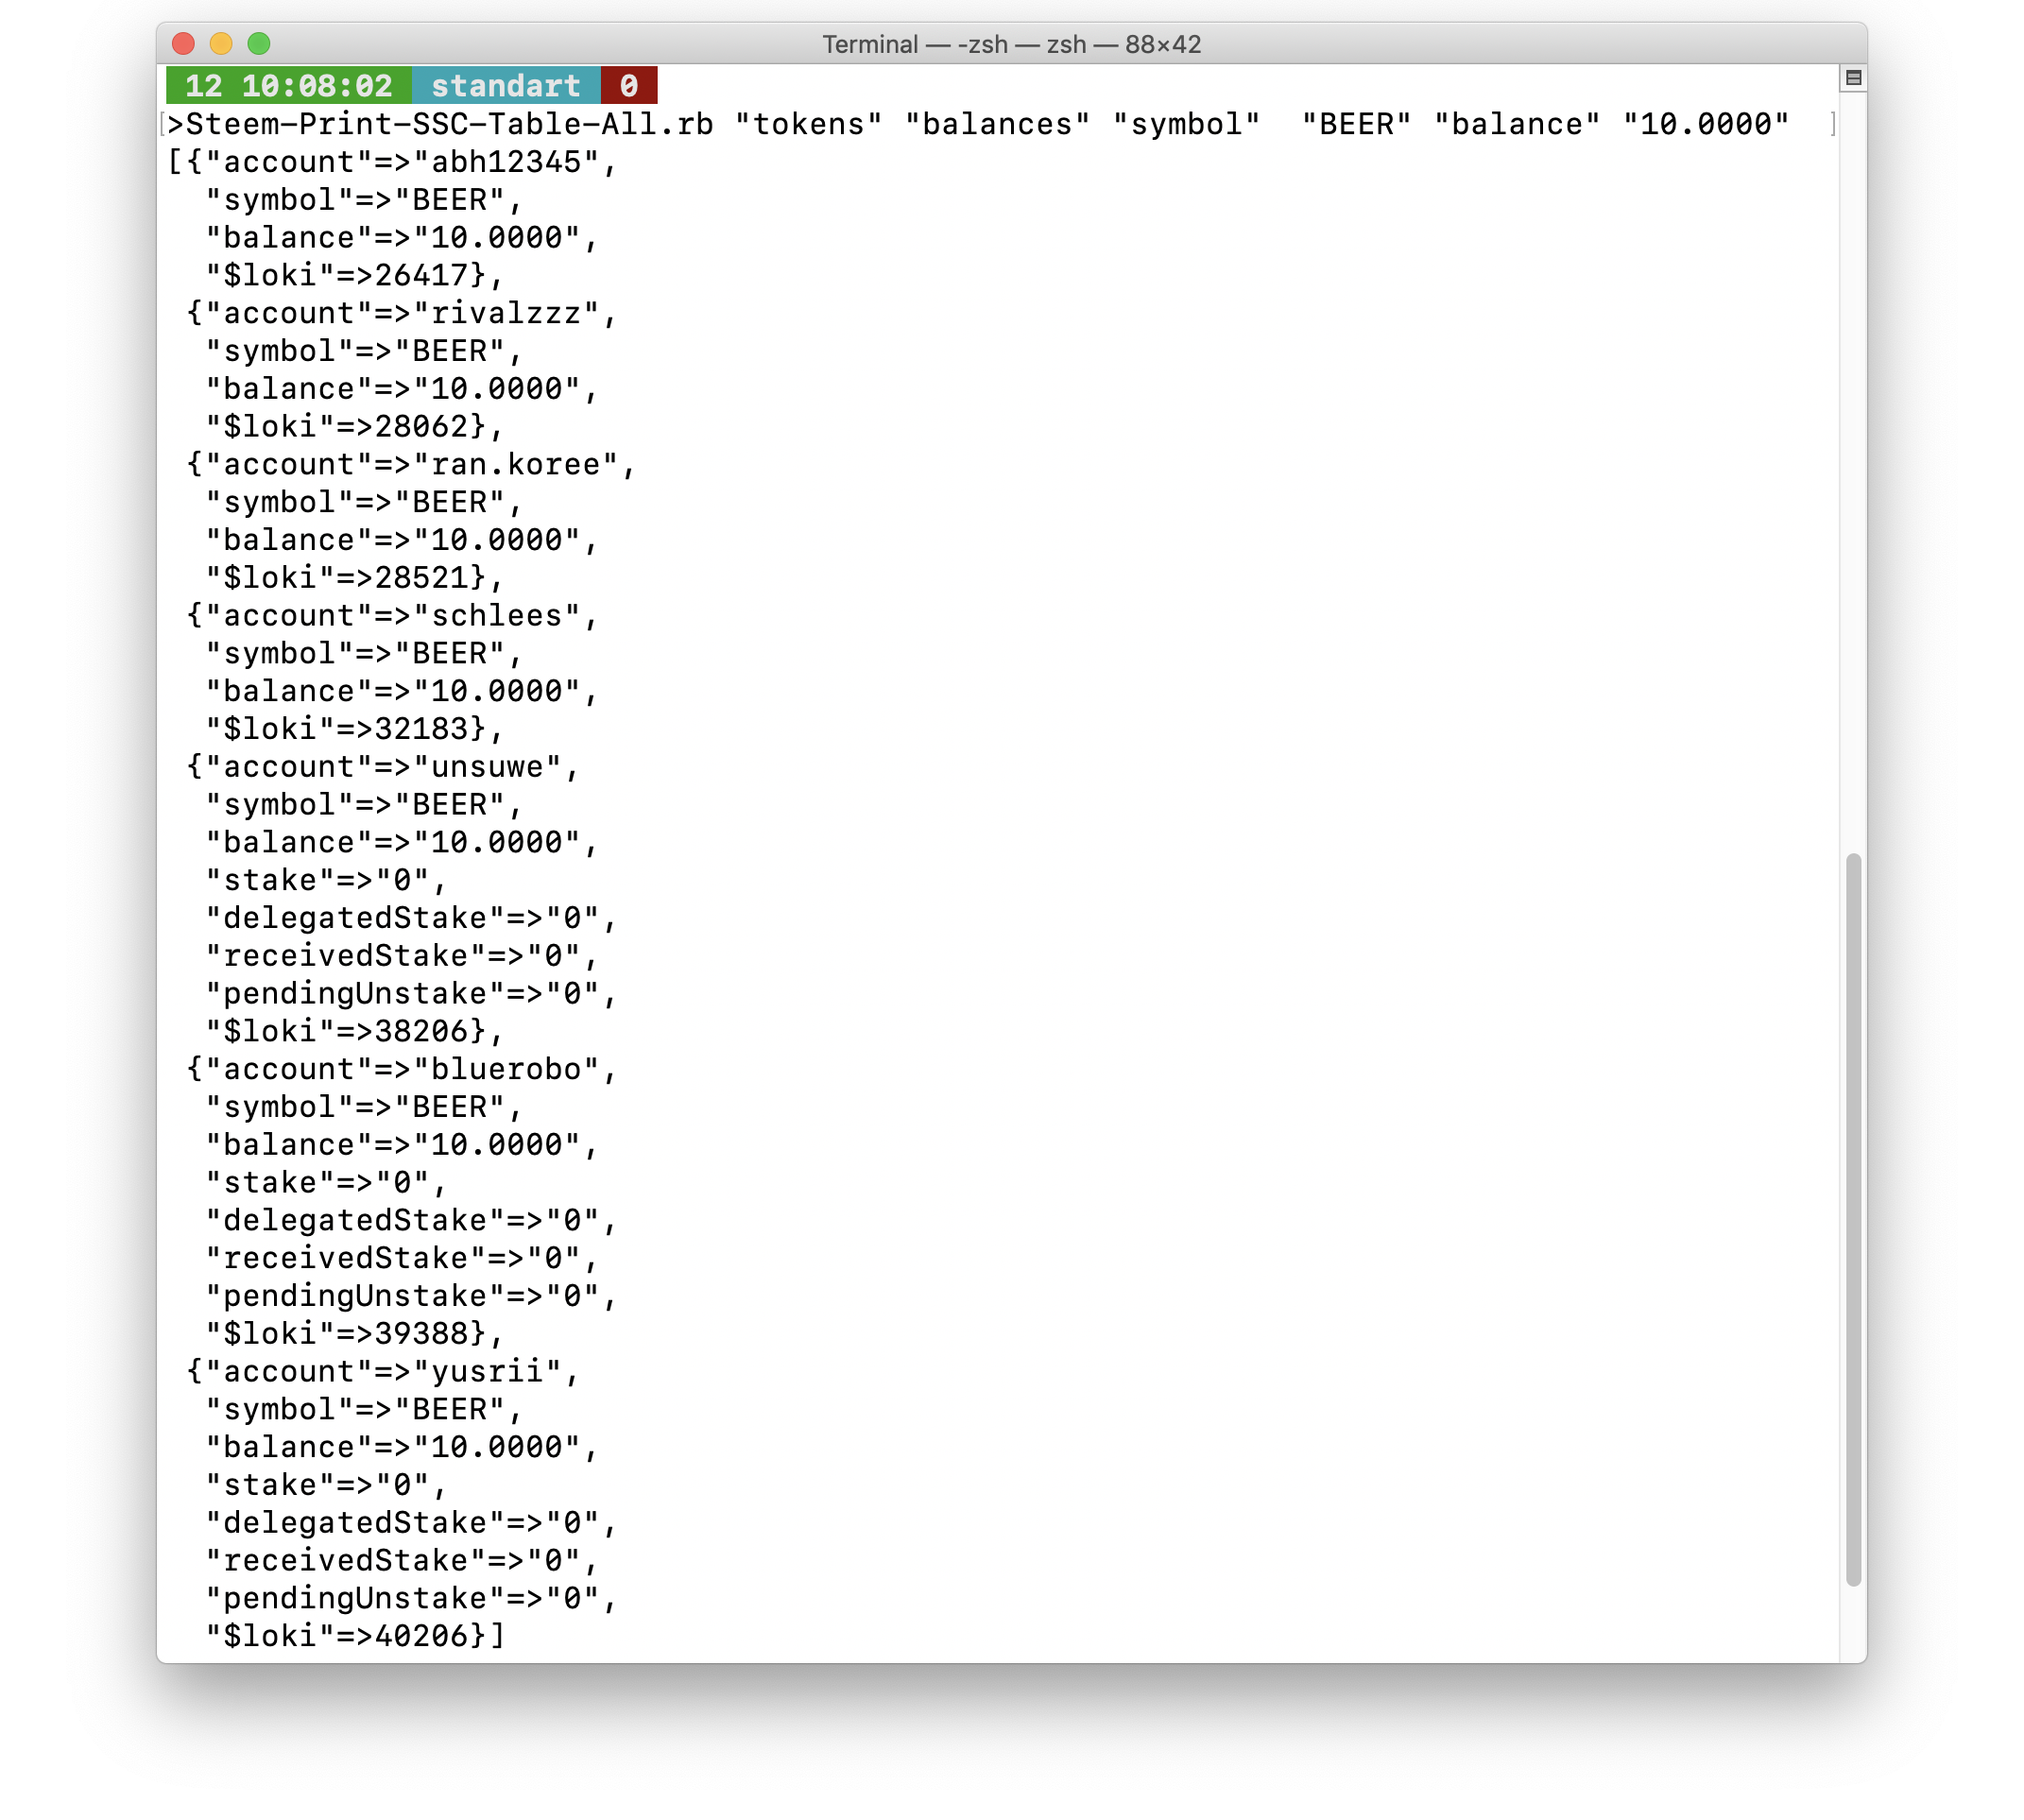 Terminal — -zsh — zsh — 88×42
12 10:08:02 standart 0
[>Steem-Print-SSC-Table-All.rb "tokens" "balances" "symbol"  "BEER" "balance" "10.0000"  ]
[{"account"=>"abh12345",
  "symbol"=>"BEER",
  "balance"=>"10.0000",
  "$loki"=>26417},
 {"account"=>"rivalzzz",
  "symbol"=>"BEER",
  "balance"=>"10.0000",
  "$loki"=>28062},
 {"account"=>"ran.koree",
  "symbol"=>"BEER",
  "balance"=>"10.0000",
  "$loki"=>28521},
 {"account"=>"schlees",
  "symbol"=>"BEER",
  "balance"=>"10.0000",
  "$loki"=>32183},
 {"account"=>"unsuwe",
  "symbol"=>"BEER",
  "balance"=>"10.0000",
  "stake"=>"0",
  "delegatedStake"=>"0",
  "receivedStake"=>"0",
  "pendingUnstake"=>"0",
  "$loki"=>38206},
 {"account"=>"bluerobo",
  "symbol"=>"BEER",
  "balance"=>"10.0000",
  "stake"=>"0",
  "delegatedStake"=>"0",
  "receivedStake"=>"0",
  "pendingUnstake"=>"0",
  "$loki"=>39388},
 {"account"=>"yusrii",
  "symbol"=>"BEER",
  "balance"=>"10.0000",
  "stake"=>"0",
  "delegatedStake"=>"0",
  "receivedStake"=>"0",
  "pendingUnstake"=>"0",
  "$loki"=>40206}]